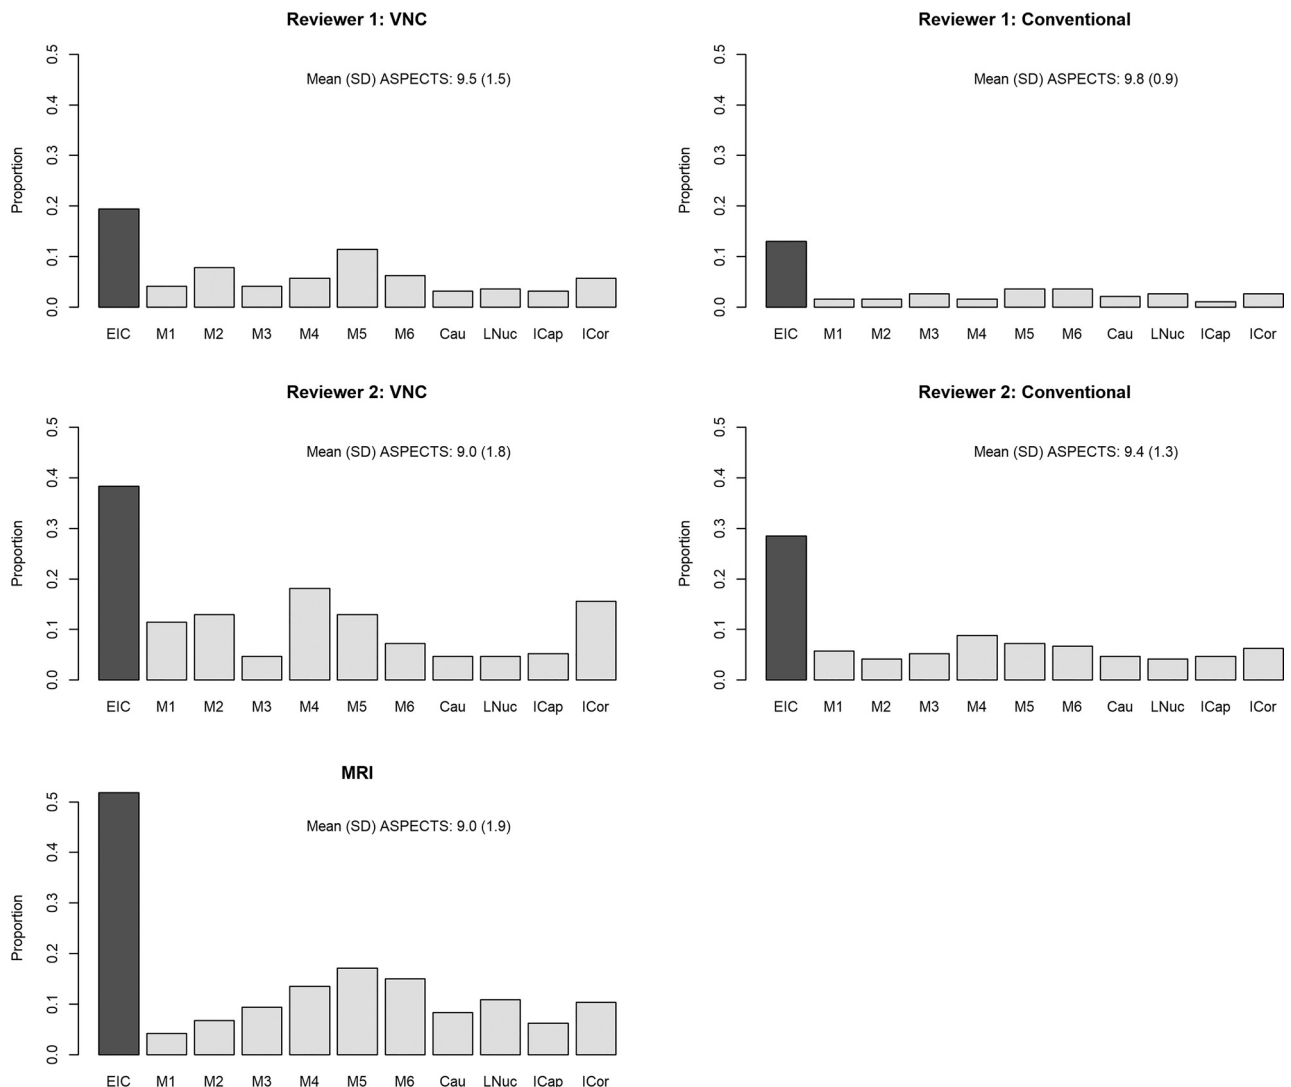 Reviewer 1: VNC
Mean (SD) ASPECTS: 9.5 (1.5)
Proportion
0.5
0.4
0.3
0.2
0.1
0.0
EIC M1 M2 M3 M4 M5 M6 Cau LNuc ICap ICor
Reviewer 1: Conventional
Mean (SD) ASPECTS: 9.8 (0.9)
Proportion
0.5
0.4
0.3
0.2
0.1
0.0
EIC M1 M2 M3 M4 M5 M6 Cau LNuc ICap ICor
Reviewer 2: VNC
Mean (SD) ASPECTS: 9.0 (1.8)
Proportion
0.5
0.4
0.3
0.2
0.1
0.0
EIC M1 M2 M3 M4 M5 M6 Cau LNuc ICap ICor
Reviewer 2: Conventional
Mean (SD) ASPECTS: 9.4 (1.3)
Proportion
0.5
0.4
0.3
0.2
0.1
0.0
EIC M1 M2 M3 M4 M5 M6 Cau LNuc ICap ICor
MRI
Mean (SD) ASPECTS: 9.0 (1.9)
Proportion
0.5
0.4
0.3
0.2
0.1
0.0
EIC M1 M2 M3 M4 M5 M6 Cau LNuc ICap ICor